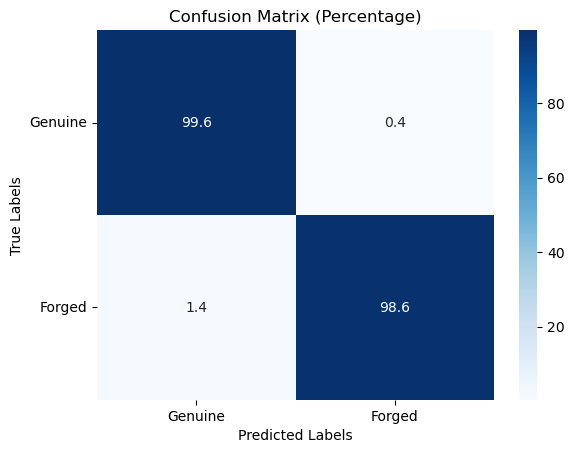 Confusion Matrix (Percentage)
True Labels
Genuine
99.6
0.4
Forged
1.4
98.6
Genuine
Forged
Predicted Labels
80
60
40
20